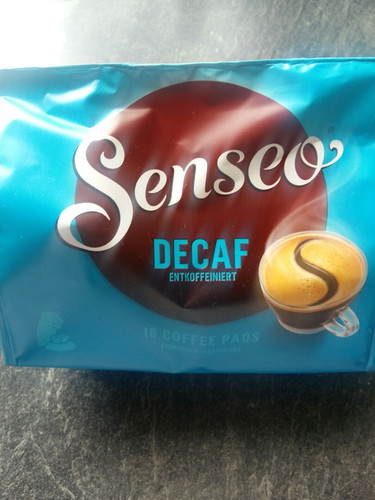 Senseo
DECAF
ENTKOFFEINIERT
16 COFFEE PADS